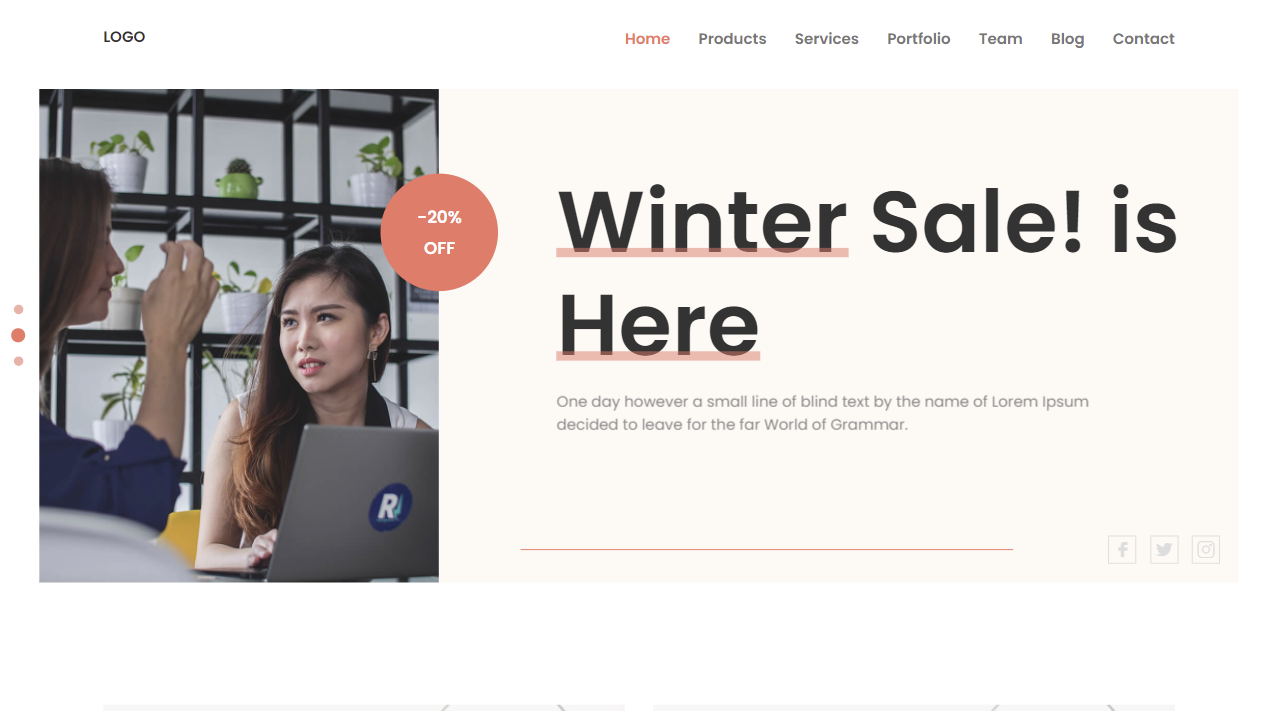 LOGO
Home Products Services Portfolio Team Blog Contact
-20%
OFF
Winter Sale! is
Here
One day however a small line of blind text by the name of Lorem Ipsum
decided to leave for the far World of Grammar.
R